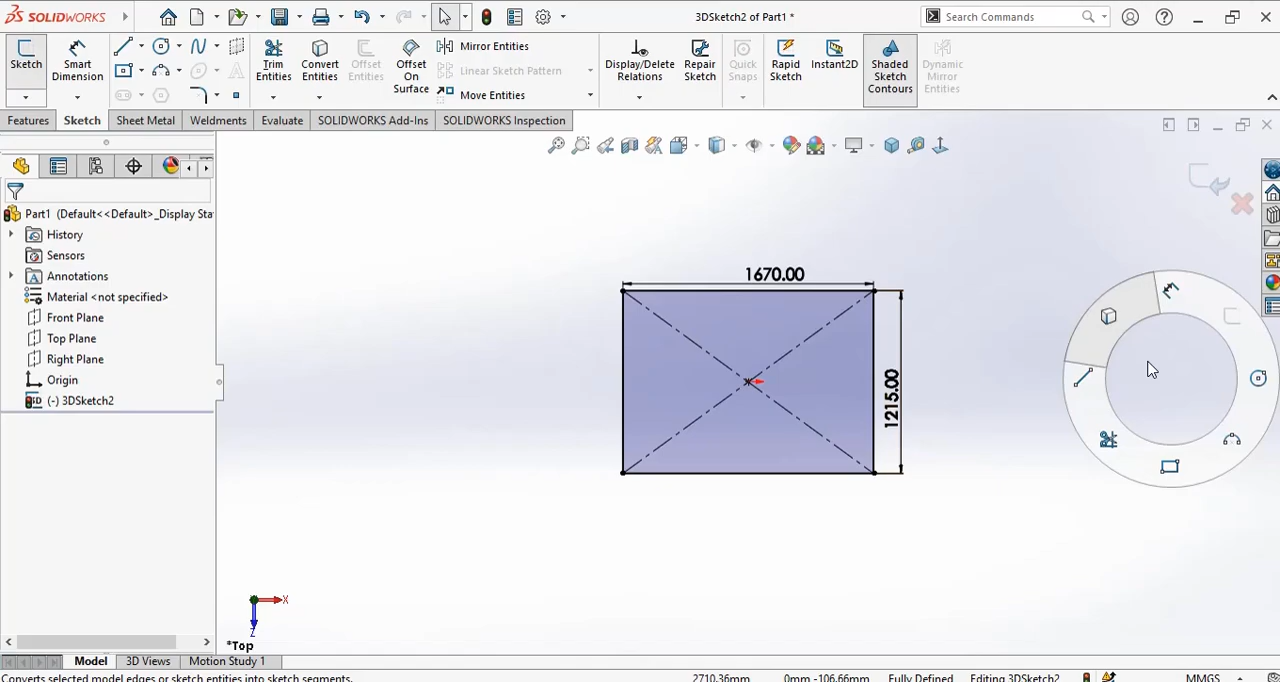 SOLIDWORKS
3DSketch2 of Part1 *
Search Commands
Sketch
Smart Dimension
Trim Entities
Convert Entities
Offset Entities
Offset On Surface
Mirror Entities
Linear Sketch Pattern
Move Entities
Display/Delete Relations
Repair Sketch
Quick Snaps
Rapid Sketch
Instant2D
Shaded Sketch Contours
Dynamic Mirror Entities
Features
Sketch
Sheet Metal
Weldments
Evaluate
SOLIDWORKS Add-Ins
SOLIDWORKS Inspection
Part1 (Default<<Default>_Display Sta
History
Sensors
Annotations
Material <not specified>
Front Plane
Top Plane
Right Plane
Origin
(-) 3DSketch2
1670.00
1215.00
X
Z
*Top
Model
3D Views
Motion Study 1
Converts selected model edges or sketch entities into sketch segments.
2710.36mm
0mm -106.66mm
Fully Defined
Editing 3DSketch2
MMGS